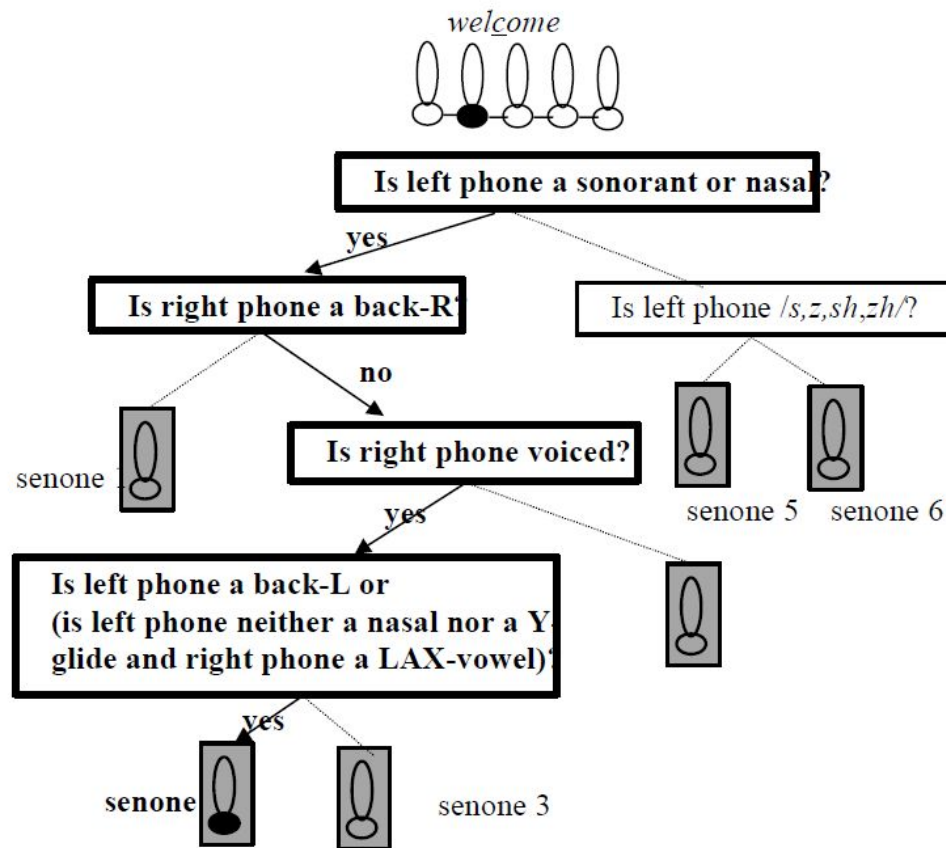 welcome
Is left phone a sonorant or nasal?
yes
Is right phone a back-R?
Is left phone /s,z,sh,zh/?
no
Is right phone voiced?
senone 1
senone 5
senone 6
yes
Is left phone a back-L or
(is left phone neither a nasal nor a Y-
glide and right phone a LAX-vowel)?
yes
senone
senone 3